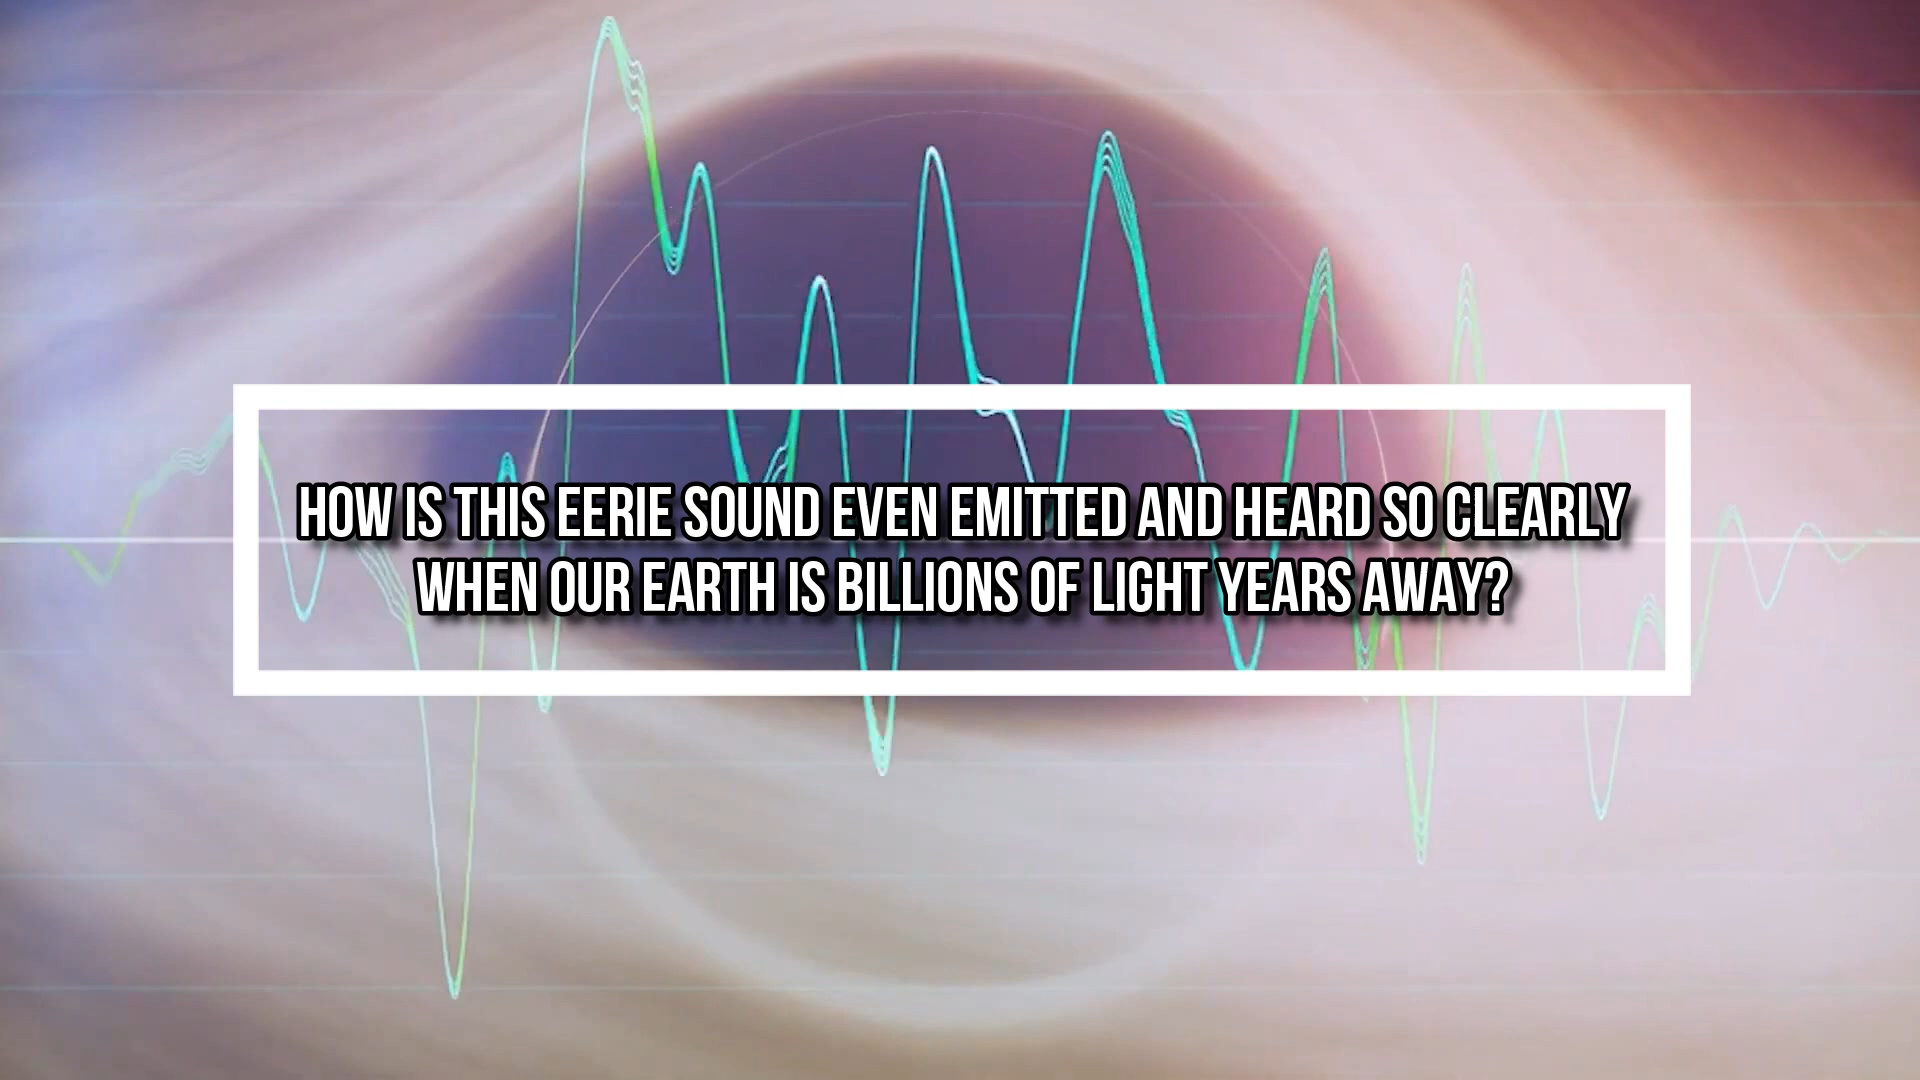 HOW IS THIS EERIE SOUND EVEN EMITTED AND HEARD SO CLEARLY
WHEN OUR EARTH IS BILLIONS OF LIGHT YEARS AWAY?